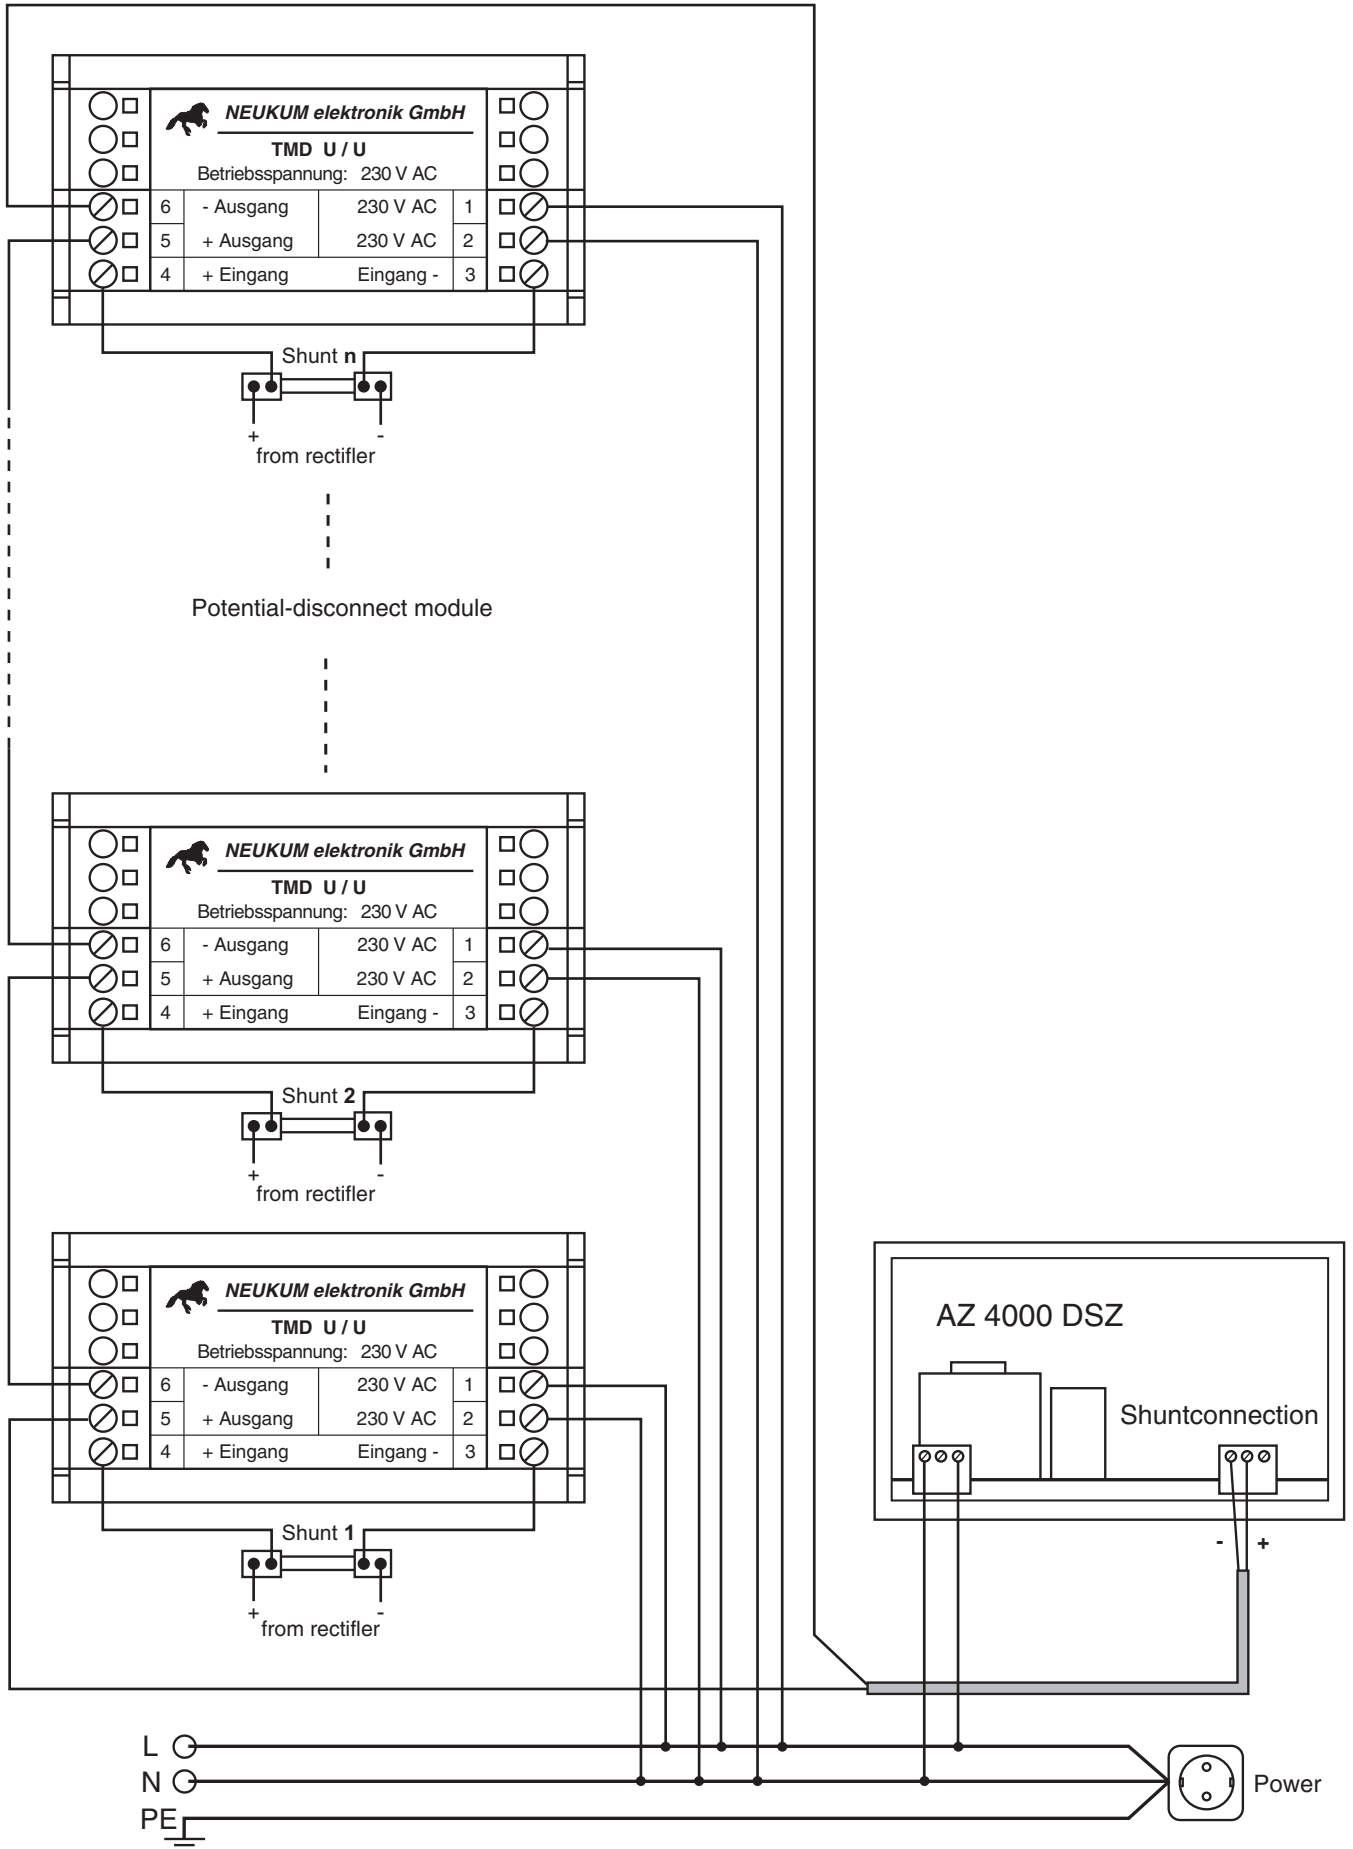 NEUKUM elektronik GmbH
TMD U / U
Betriebsspannung: 230 V AC
6 - Ausgang 230 V AC 1
5 + Ausgang 230 V AC 2
4 + Eingang Eingang - 3
Shunt n
+ -
from rectifler
Potential-disconnect module
NEUKUM elektronik GmbH
TMD U / U
Betriebsspannung: 230 V AC
6 - Ausgang 230 V AC 1
5 + Ausgang 230 V AC 2
4 + Eingang Eingang - 3
Shunt 2
+ -
from rectifler
NEUKUM elektronik GmbH
TMD U / U
Betriebsspannung: 230 V AC
6 - Ausgang 230 V AC 1
5 + Ausgang 230 V AC 2
4 + Eingang Eingang - 3
Shunt 1
+ -
from rectifler
AZ 4000 DSZ
Shuntconnection
- +
L
N
PE
Power